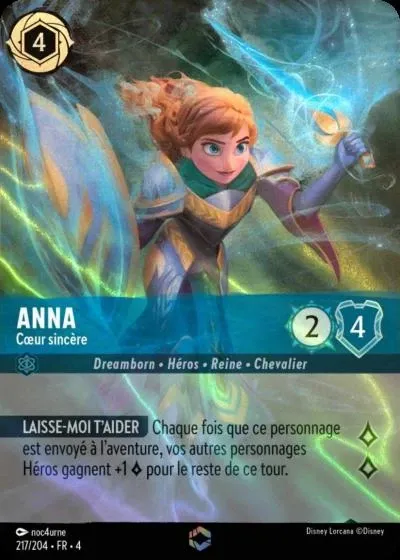 4
ANNA
Cœur sincère
2
4
Dreamborn • Héros • Reine • Chevalier
LAISSE-MOI T'AIDER Chaque fois que ce personnage
est envoyé à l'aventure, vos autres personnages
Héros gagnent +1 pour le reste de ce tour.
noc4urne
217/204 • FR • 4
Disney Lorcana ©Disney